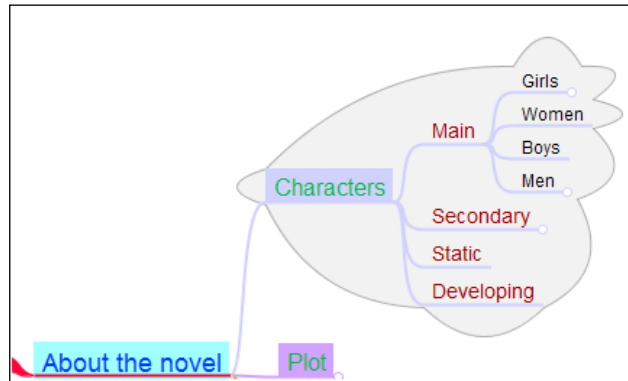 Girls
Women
Main
Boys
Men
Characters
Secondary
Static
Developing
About the novel
Plot